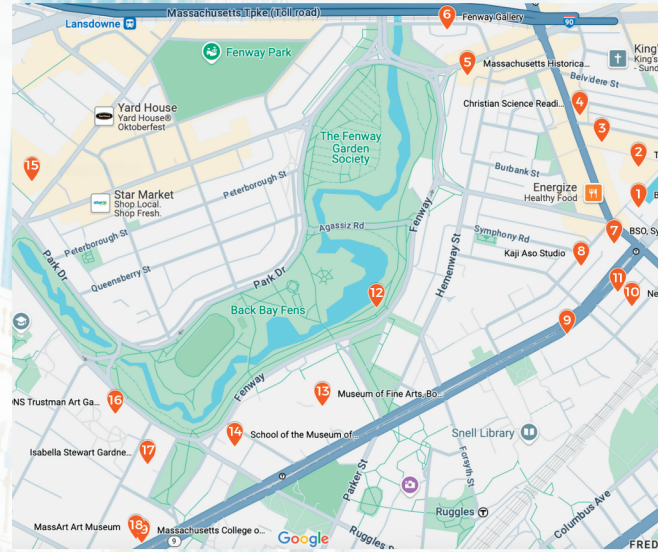 Massachusetts Tpke (Toll road)
Lansdowne
6
Fenway Gallery
90
Fenway Park
5
Massachusetts Historica...
King'
King's
- Sund
Belvidere St
Yard House
Yard House®
Oktoberfest
Christian Science Readi...
4
3
The Fenway
Garden
Society
2
T
15
Burbank St
Peterborough St
Star Market
Shop Local.
Shop Fresh.
Energize
Healthy Food
1
B
Fenway
Agassiz Rd
Symphony Rd
7
BSO, Sy
Peterborough St
Hemenway St
Kaji Aso Studio
8
Park Dr
Queensberry St
Park Dr
11
10
Ne
12
Back Bay Fens
9
Fenway
16
ONS Trustman Art Ga...
13
Museum of Fine Arts, Bo...
14
School of the Museum of...
Snell Library
17
Isabella Stewart Gardne...
Forsyth St
Parker St
Ruggles
Columbus Ave
18
9
MassArt Art Museum
Massachusetts College o...
9
Google
Ruggles
FRED